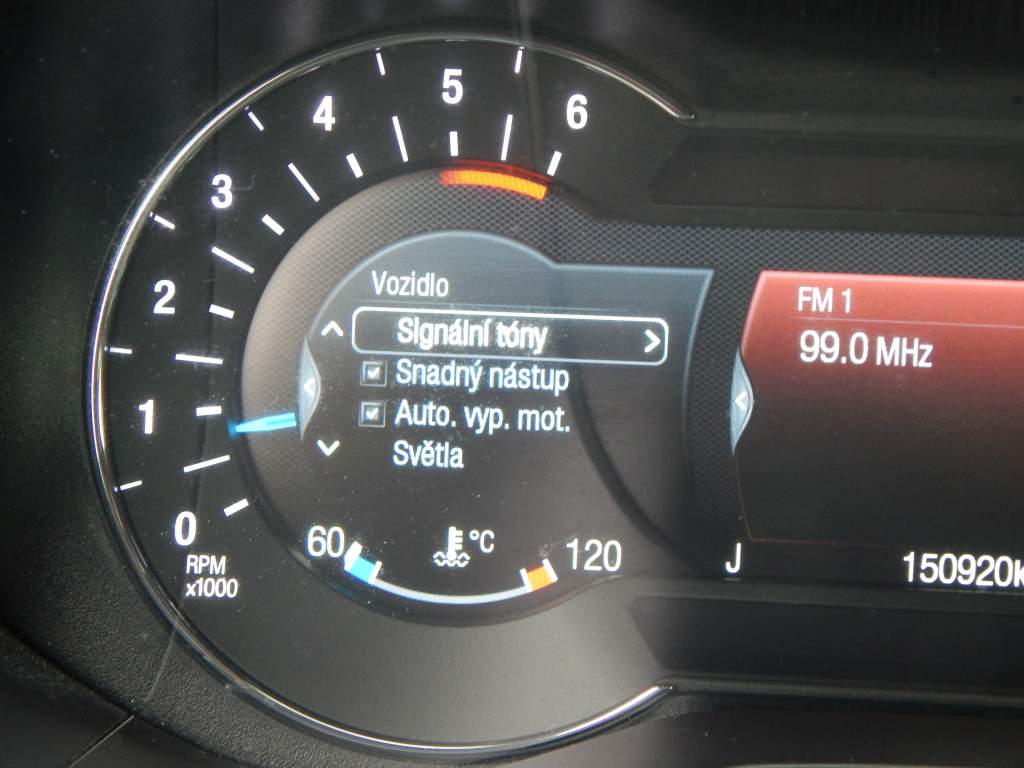 6
5
4
3
2
1
0
RPM
x1000
Vozidlo
Signální tóny
Snadný nástup
Auto. vyp. mot.
Světla
60
°C
120
FM 1
99.0 MHz
J
150920k